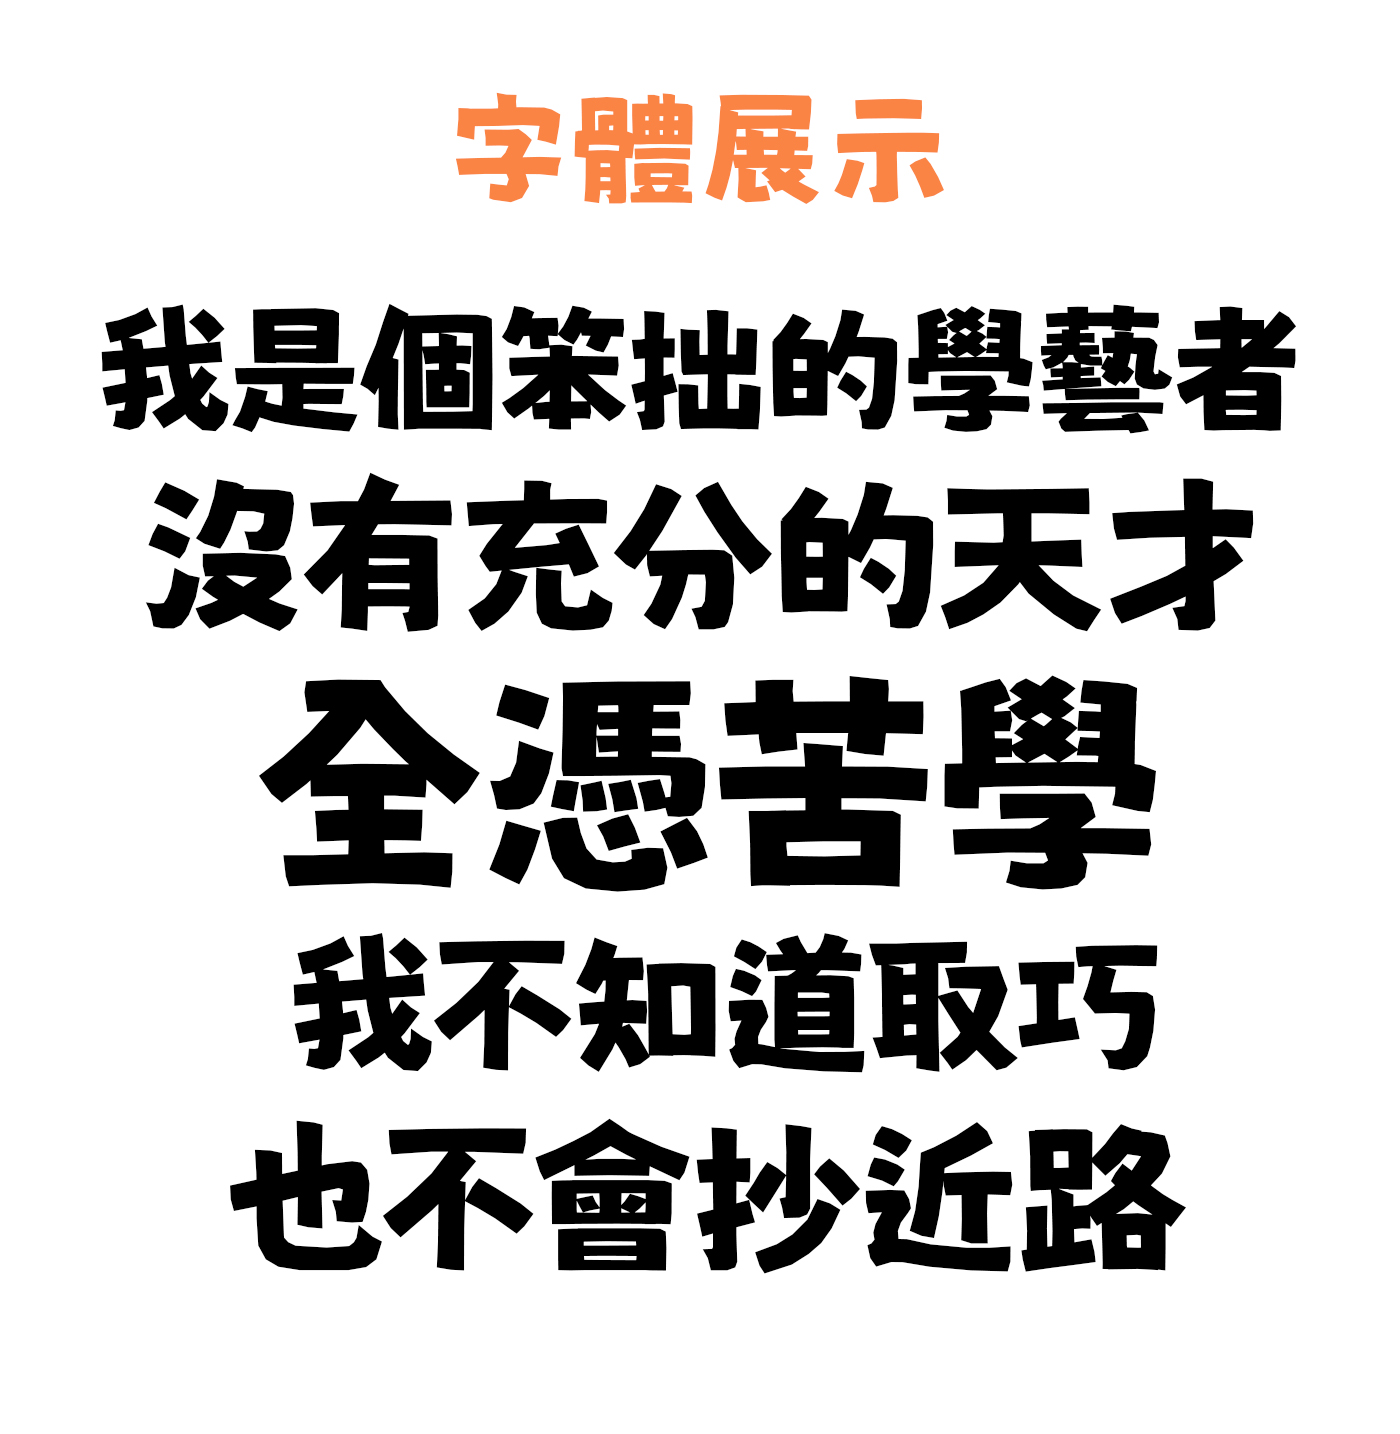 字體展示
我是個笨拙的學藝者
沒有充分的天才
全憑苦學
我不知道取巧
也不會抄近路